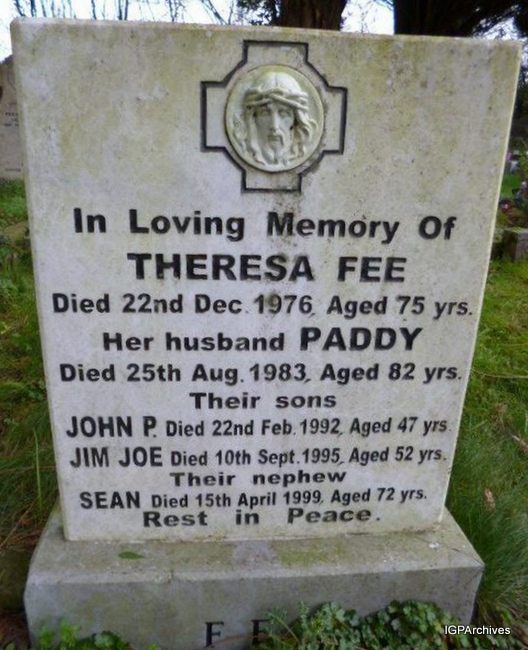 In Loving Memory Of
THERESA FEE
Died 22nd Dec. 1976, Aged 75 yrs.
Her husband PADDY
Died 25th Aug. 1983, Aged 82 yrs.
Their sons
JOHN P. Died 22nd Feb. 1992, Aged 47 yrs.
JIM JOE Died 10th Sept. 1995, Aged 52 yrs.
Their nephew
SEAN Died 15th April 1999, Aged 72 yrs.
Rest in Peace.
FEE
IGPArchives